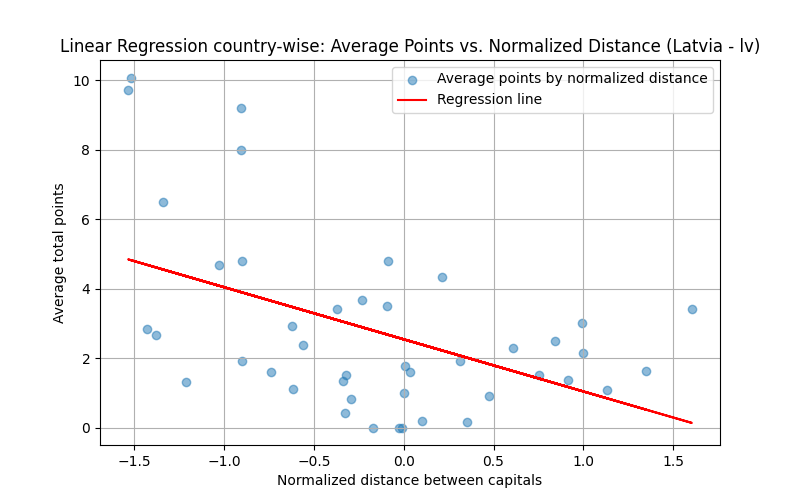 Linear Regression country-wise: Average Points vs. Normalized Distance (Latvia - lv)
Average points by normalized distance
Regression line
Average total points
10
8
6
4
2
0
−1.5 −1.0 −0.5 0.0 0.5 1.0 1.5
Normalized distance between capitals